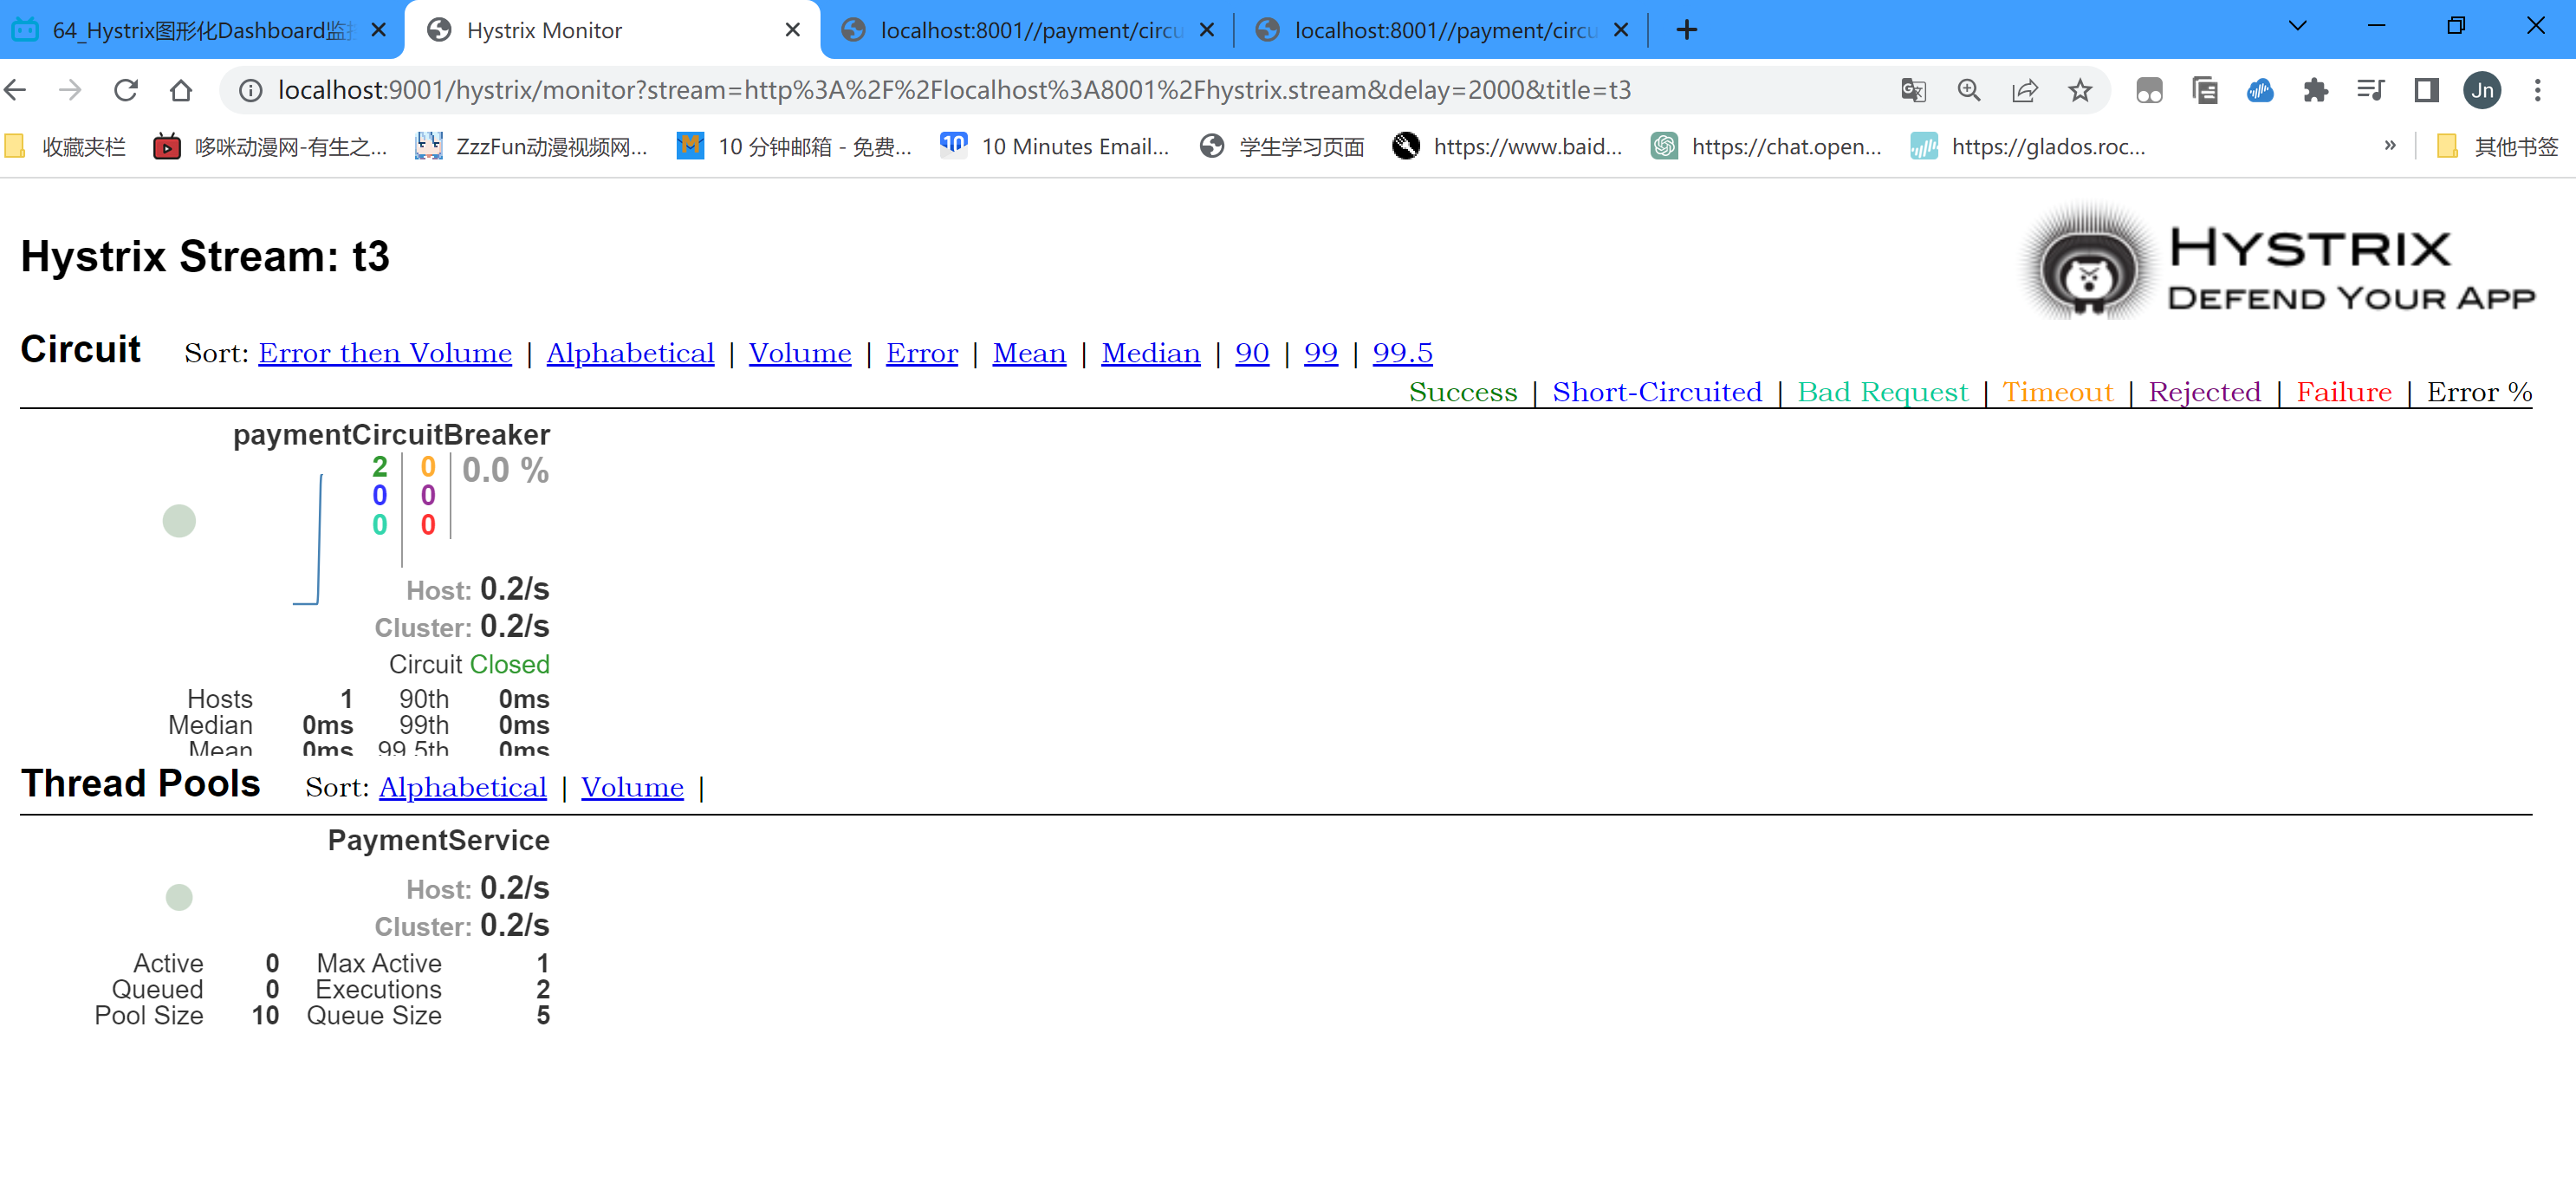 64_Hystrix图形化Dashboard监
Hystrix Monitor
localhost:8001//payment/circu
localhost:8001//payment/circu
localhost:9001/hystrix/monitor?stream=http%3A%2F%2Flocalhost%3A8001%2Fhystrix.stream&delay=2000&title=t3
Jn
收藏夹栏
哆咪动漫网-有生之...
ZzzFun动漫视频网...
10 分钟邮箱 - 免费...
10 Minutes Email...
学生学习页面
https://www.baid...
https://chat.open...
https://glados.roc...
»
其他书签
Hystrix Stream: t3
HYSTRIX
DEFEND YOUR APP
Circuit Sort: Error then Volume | Alphabetical | Volume | Error | Mean | Median | 90 | 99 | 99.5
Success | Short-Circuited | Bad Request | Timeout | Rejected | Failure | Error %
paymentCircuitBreaker
2 0 0.0 %
0 0
0 0
Host: 0.2/s
Cluster: 0.2/s
Circuit Closed
Hosts 1 90th 0ms
Median 0ms 99th 0ms
Mean 0ms 99.5th 0ms
Thread Pools Sort: Alphabetical | Volume |
PaymentService
Host: 0.2/s
Cluster: 0.2/s
Active 0 Max Active 1
Queued 0 Executions 2
Pool Size 10 Queue Size 5